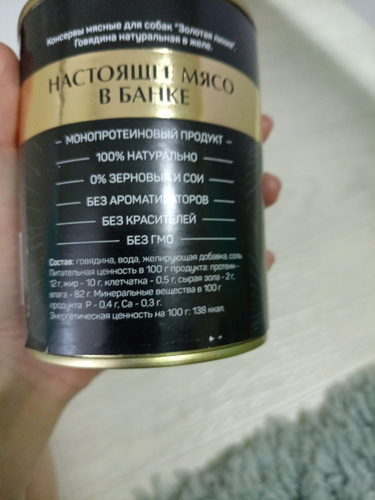 Консервы мясные для собак "Золотая линия".
Говядина натуральная в желе.
НАСТОЯЩЕЕ МЯСО
В БАНКЕ
МОНОПРОТЕИНОВЫЙ ПРОДУКТ
100% НАТУРАЛЬНО
0% ЗЕРНОВЫХ И СОИ
БЕЗ АРОМАТИЗАТОРОВ
БЕЗ КРАСИТЕЛЕЙ
БЕЗ ГМО
Состав: говядина, вода, желирующая добавка, соль.
Питательная ценность в 100 г продукта: протеин -
12 г, жир - 10 г, клетчатка - 0,5 г, сырая зола - 2 г,
влага - 82 г. Минеральные вещества в 100 г
продукта: P - 0,4 г, Ca - 0,3 г.
Энергетическая ценность на 100 г: 138 ккал.